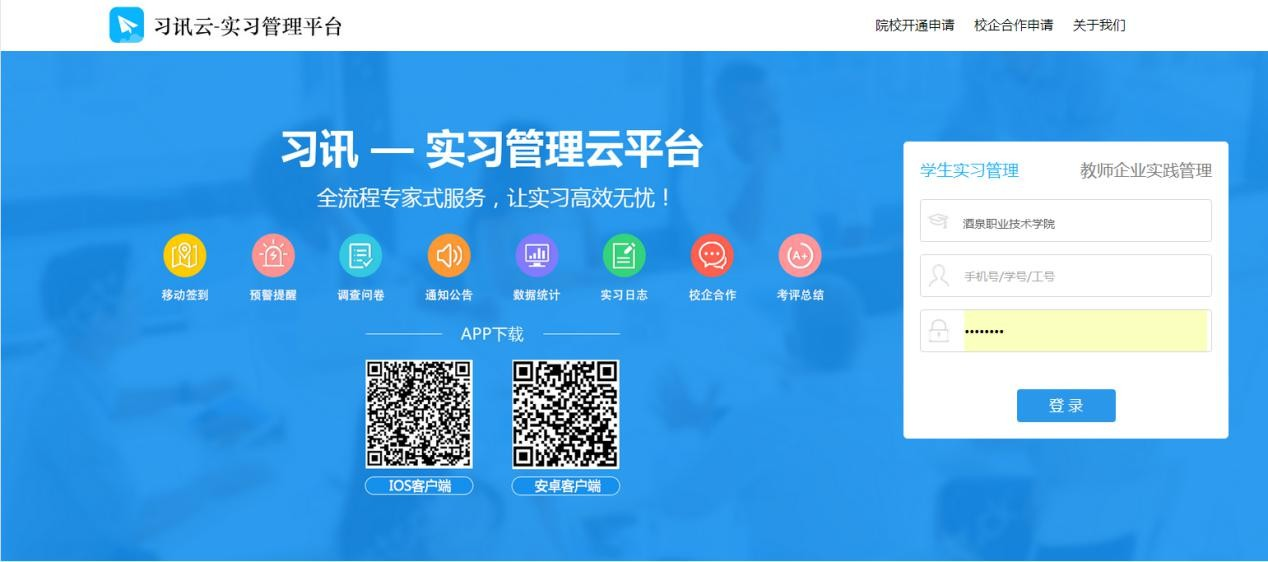 习讯云-实习管理平台
院校开通申请 校企合作申请 关于我们
习讯 — 实习管理云平台
全流程专家式服务，让实习高效无忧！
移动签到 预警提醒 调查问卷 通知公告 数据统计 实习日志 校企合作 考评总结
APP下载
IOS客户端 安卓客户端
学生实习管理 教师企业实践管理
酒泉职业技术学院
手机号/学号/工号
••••••••
登 录